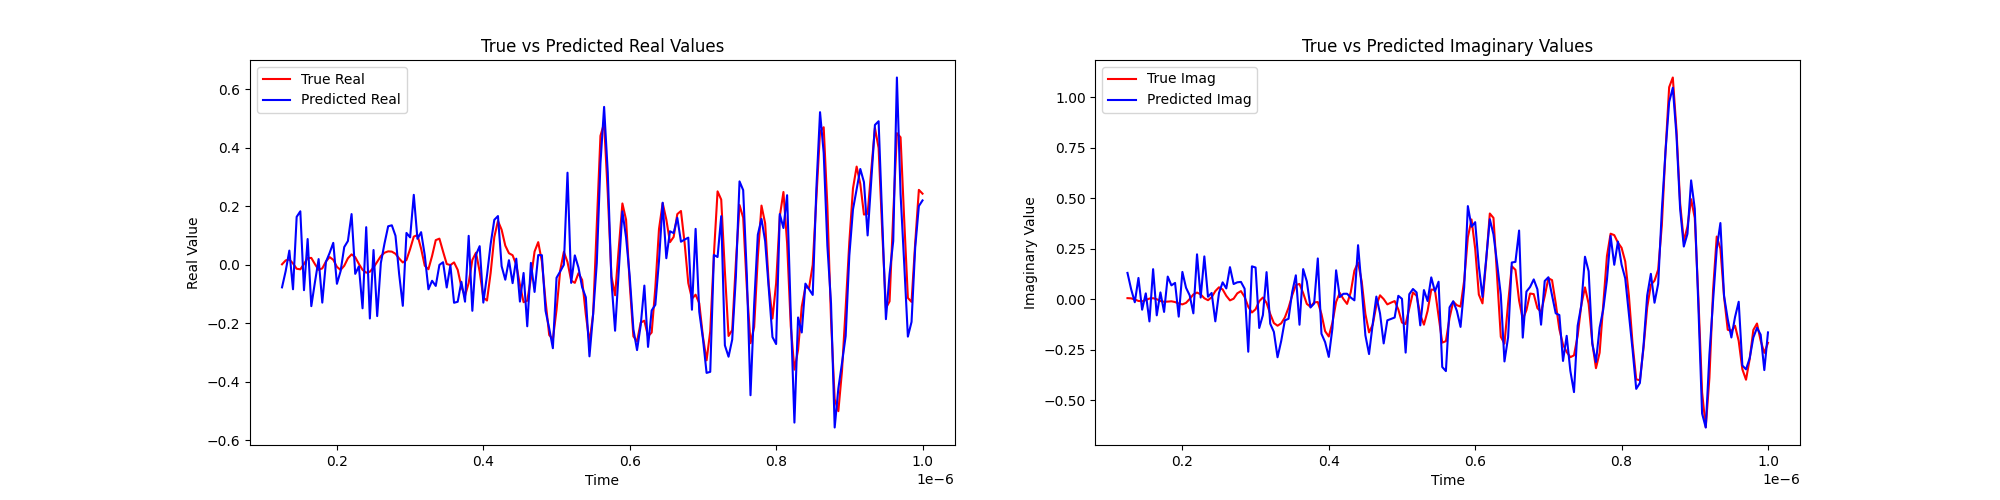 True vs Predicted Real Values
True Real
Predicted Real
Real Value
0.6
0.4
0.2
0.0
−0.2
−0.4
−0.6
0.2
0.4
0.6
0.8
1.0
1e−6
Time
True vs Predicted Imaginary Values
True Imag
Predicted Imag
Imaginary Value
1.00
0.75
0.50
0.25
0.00
−0.25
−0.50
0.2
0.4
0.6
0.8
1.0
1e−6
Time